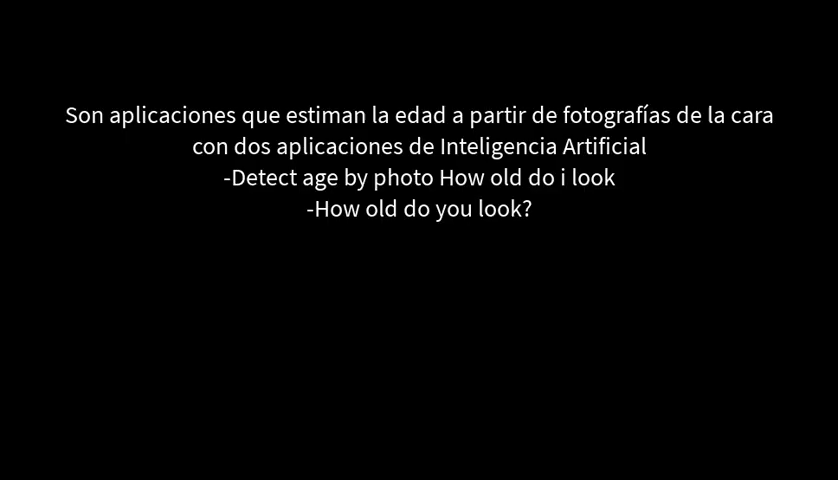 Son aplicaciones que estiman la edad a partir de fotografías de la cara
con dos aplicaciones de Inteligencia Artificial
-Detect age by photo How old do i look
-How old do you look?